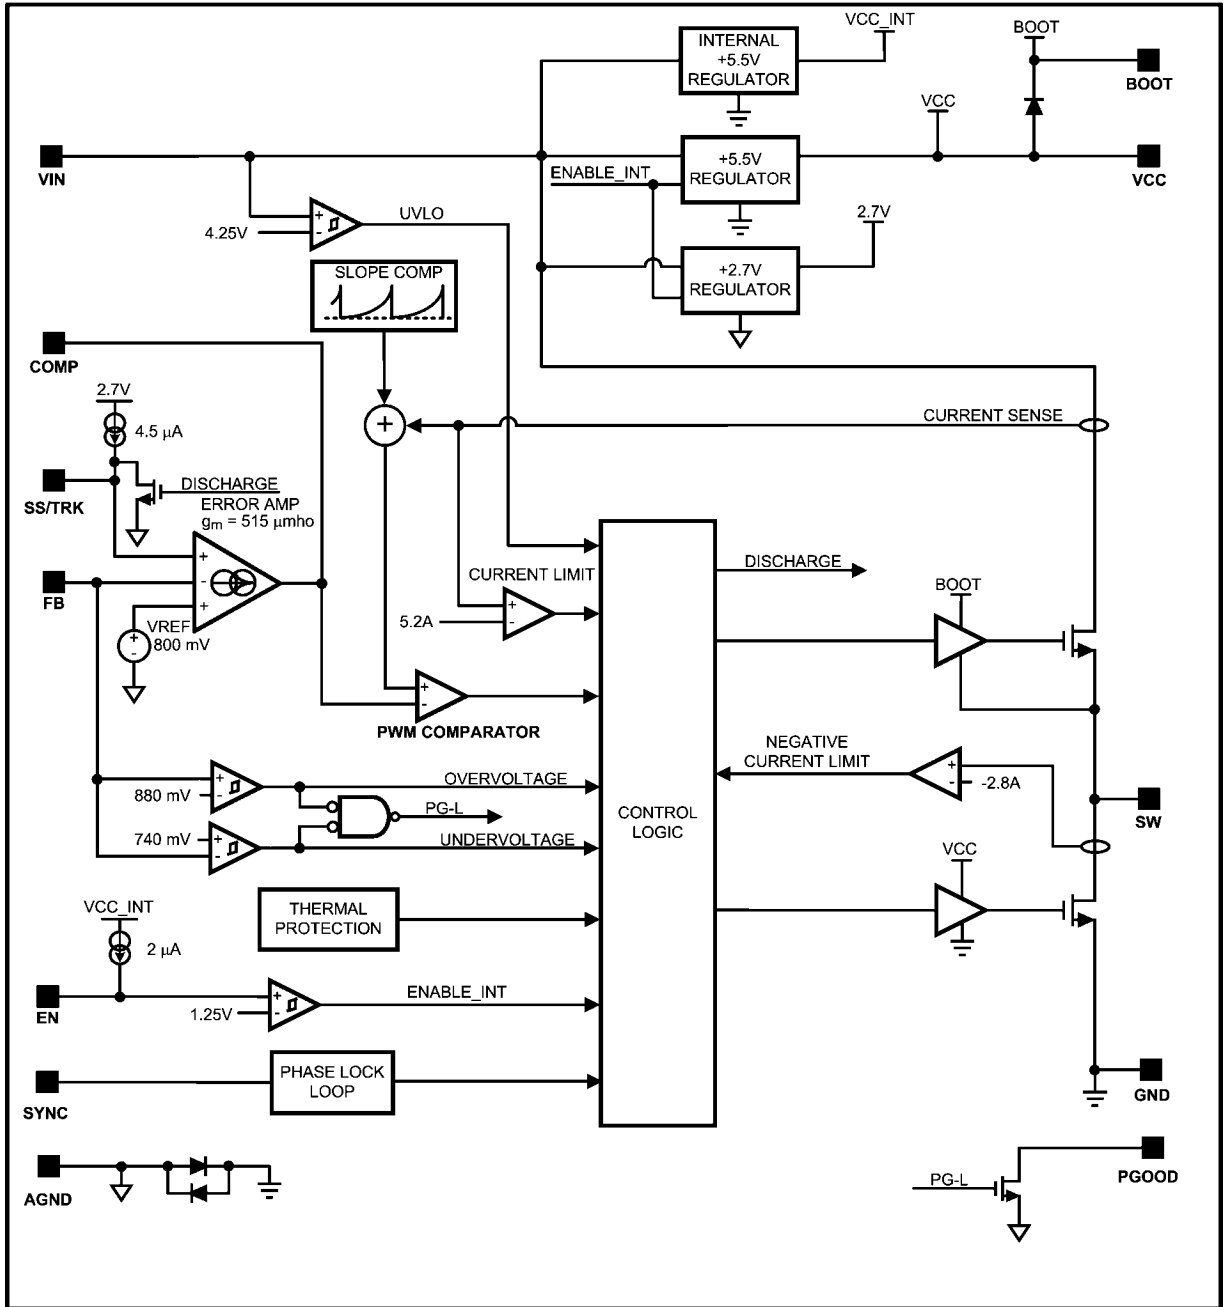 VCC_INT
BOOT
INTERNAL
+5.5V
REGULATOR
BOOT
VCC
VIN
ENABLE_INT
+5.5V
REGULATOR
VCC
+
-
4.25V
UVLO
2.7V
+2.7V
REGULATOR
SLOPE COMP
COMP
2.7V
4.5 µA
+
CURRENT SENSE
SS/TRK
DISCHARGE
ERROR AMP
gm = 515 µmho
+
-
+
FB
VREF
800 mV
+
-
CURRENT LIMIT
5.2A
+
-
DISCHARGE
BOOT
+
-
PWM COMPARATOR
NEGATIVE
CURRENT LIMIT
+
-
-2.8A
SW
880 mV
+
-
OVERVOLTAGE
PG-L
740 mV
+
-
UNDERVOLTAGE
CONTROL
LOGIC
VCC
THERMAL
PROTECTION
VCC_INT
2 µA
EN
1.25V
+
-
ENABLE_INT
SYNC
PHASE LOCK
LOOP
GND
AGND
PG-L
PGOOD